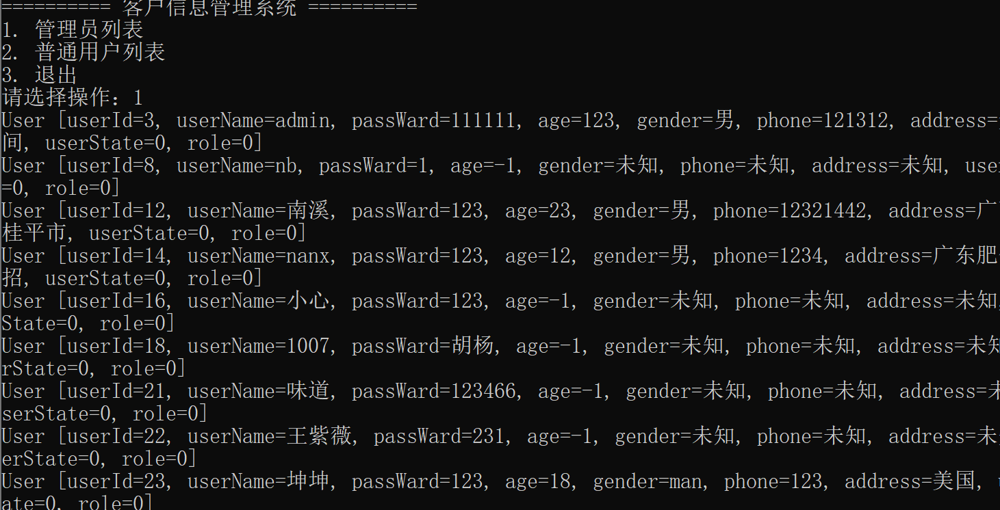 ========== 客户信息管理系统 ==========
1. 管理员列表
2. 普通用户列表
3. 退出
请选择操作：1
User [userId=3, userName=admin, passWard=111111, age=123, gender=男, phone=121312, address=
间, userState=0, role=0]
User [userId=8, userName=nb, passWard=1, age=-1, gender=未知, phone=未知, address=未知, use
=0, role=0]
User [userId=12, userName=南溪, passWard=123, age=23, gender=男, phone=12321442, address=广
桂平市, userState=0, role=0]
User [userId=14, userName=nanx, passWard=123, age=12, gender=男, phone=1234, address=广东肥
招, userState=0, role=0]
User [userId=16, userName=小心, passWard=123, age=-1, gender=未知, phone=未知, address=未知,
State=0, role=0]
User [userId=18, userName=1007, passWard=胡杨, age=-1, gender=未知, phone=未知, address=未知
rState=0, role=0]
User [userId=21, userName=味道, passWard=123466, age=-1, gender=未知, phone=未知, address=未
serState=0, role=0]
User [userId=22, userName=王紫薇, passWard=231, age=-1, gender=未知, phone=未知, address=未
erState=0, role=0]
User [userId=23, userName=坤坤, passWard=123, age=18, gender=man, phone=123, address=美国,
ate=0, role=0]